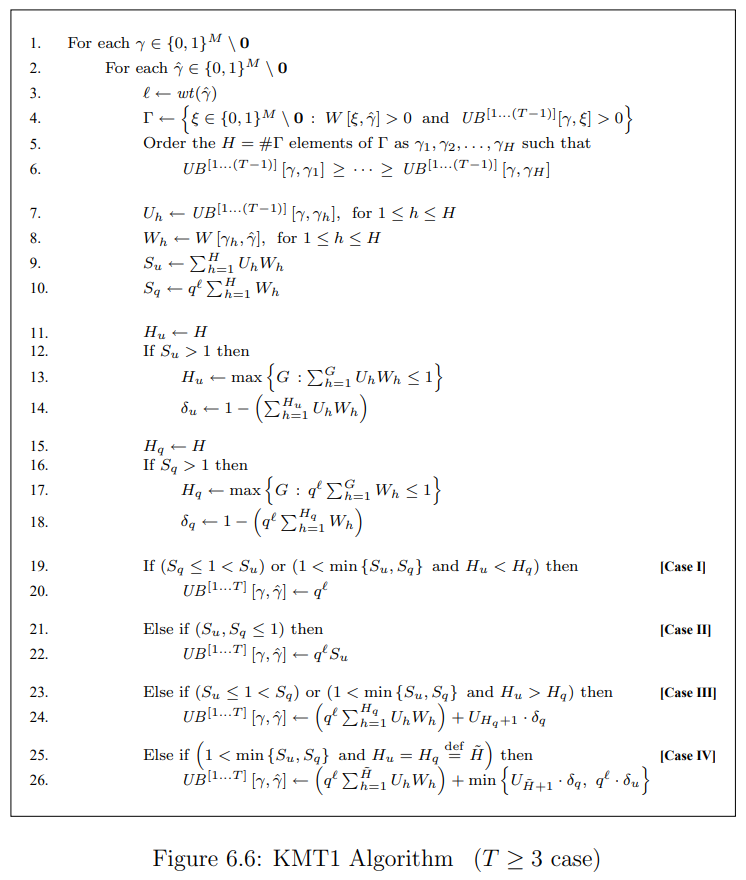 1. For each γ ∈ {0, 1}^M \ 0
2. For each γ̂ ∈ {0, 1}^M \ 0
3. ℓ ← wt(γ̂)
4. Γ ← {ξ ∈ {0, 1}^M \ 0 : W [ξ, γ̂] > 0 and UB^[1...(T−1)][γ, ξ] > 0}
5. Order the H = #Γ elements of Γ as γ_1, γ_2, . . . , γ_H such that
6. UB^[1...(T−1)] [γ, γ_1] ≥ · · · ≥ UB^[1...(T−1)] [γ, γ_H]
7. U_h ← UB^[1...(T−1)] [γ, γ_h], for 1 ≤ h ≤ H
8. W_h ← W [γ_h, γ̂], for 1 ≤ h ≤ H
9. S_u ← ∑_{h=1}^{H} U_h W_h
10. S_q ← q^ℓ ∑_{h=1}^{H} W_h
11. H_u ← H
12. If S_u > 1 then
13. H_u ← max {G : ∑_{h=1}^{G} U_h W_h ≤ 1}
14. δ_u ← 1 − (∑_{h=1}^{H_u} U_h W_h)
15. H_q ← H
16. If S_q > 1 then
17. H_q ← max {G : q^ℓ ∑_{h=1}^{G} W_h ≤ 1}
18. δ_q ← 1 − (q^ℓ ∑_{h=1}^{H_q} W_h)
19. If (S_q ≤ 1 < S_u) or (1 < min {S_u, S_q} and H_u < H_q) then [Case I]
20. UB^[1...T] [γ, γ̂] ← q^ℓ
21. Else if (S_u, S_q ≤ 1) then [Case II]
22. UB^[1...T] [γ, γ̂] ← q^ℓ S_u
23. Else if (S_u ≤ 1 < S_q) or (1 < min {S_u, S_q} and H_u > H_q) then [Case III]
24. UB^[1...T] [γ, γ̂] ← (q^ℓ ∑_{h=1}^{H_q} U_h W_h) + U_{H_q+1} · δ_q
25. Else if (1 < min {S_u, S_q} and H_u = H_q def= H̃) then [Case IV]
26. UB^[1...T] [γ, γ̂] ← (q^ℓ ∑_{h=1}^{H̃} U_h W_h) + min {U_{H̃+1} · δ_q, q^ℓ · δ_u}
Figure 6.6: KMT1 Algorithm (T ≥ 3 case)